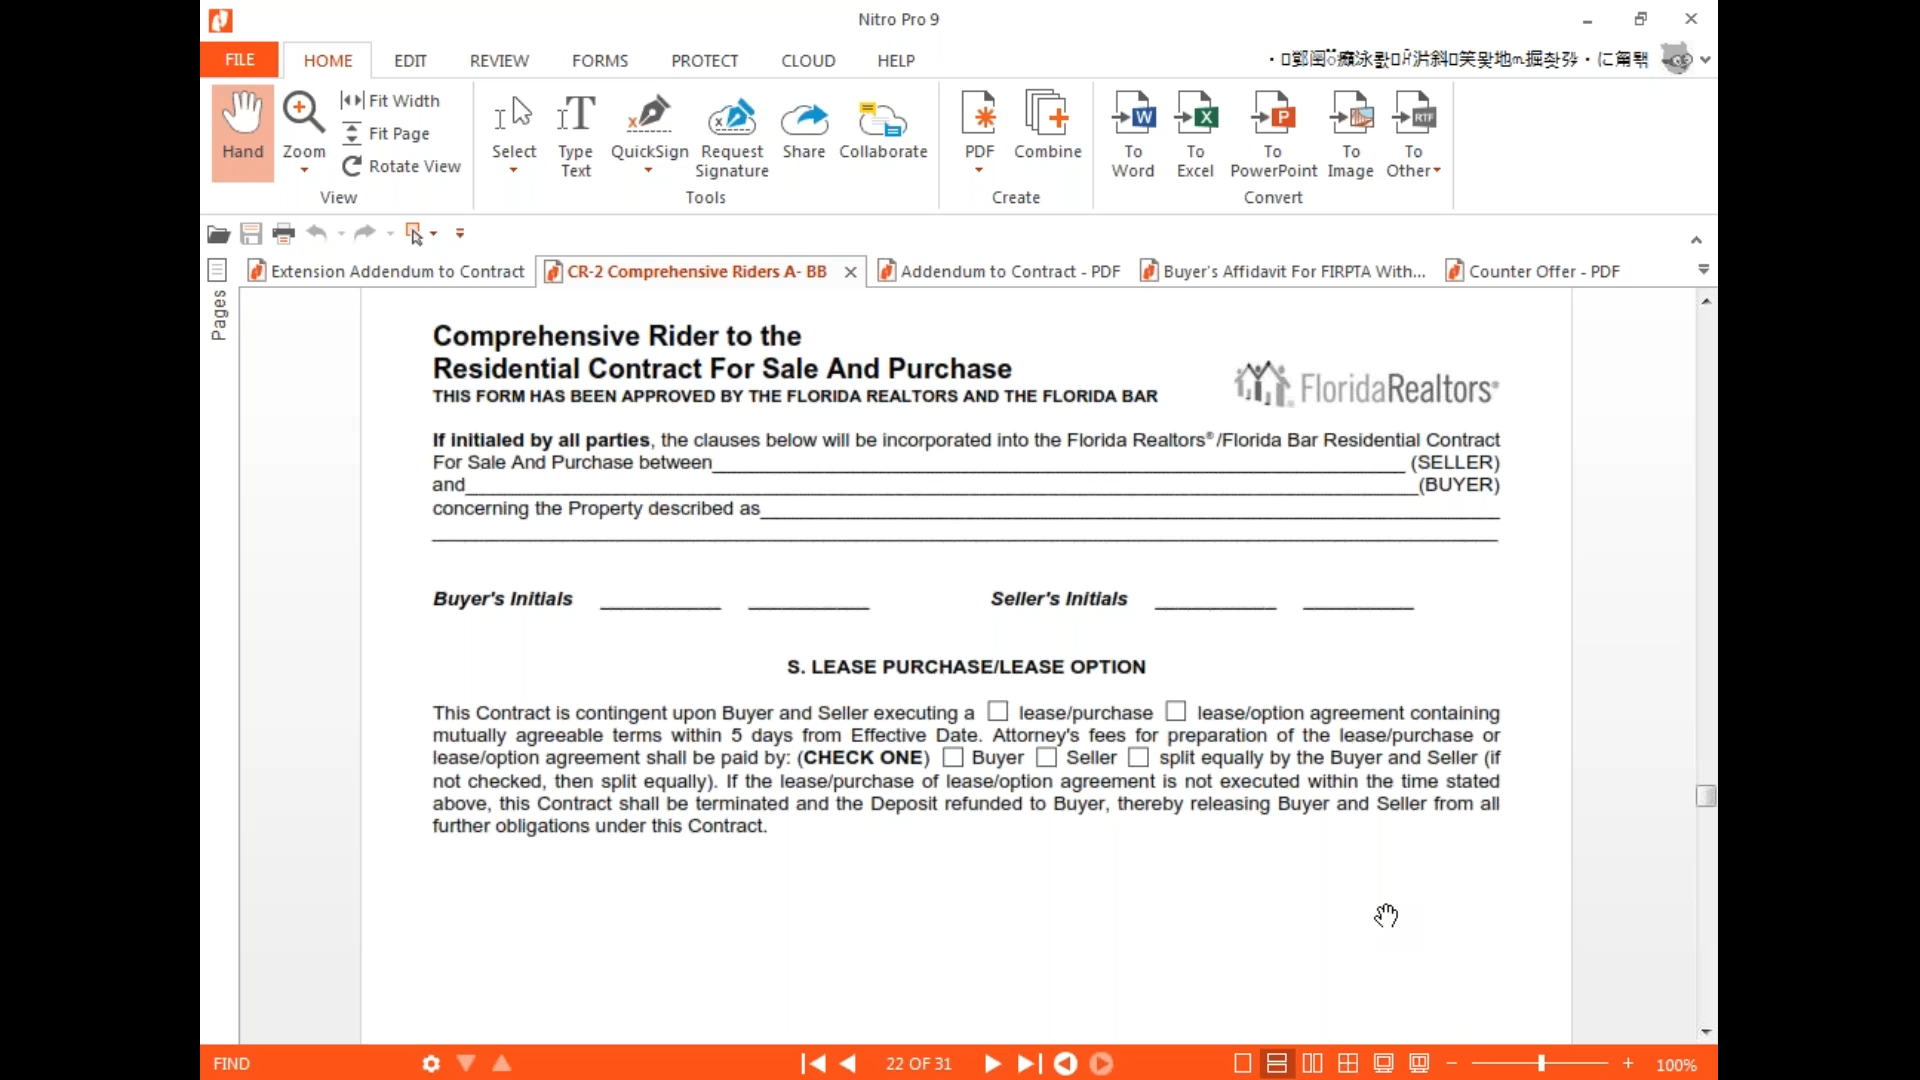 Nitro Pro 9
FILE HOME EDIT REVIEW FORMS PROTECT CLOUD HELP
Hand
Zoom
Fit Width
Fit Page
Rotate View
View
Select
Type Text
QuickSign
Request Signature
Share
Collaborate
Tools
PDF
Combine
Create
To Word
To Excel
To PowerPoint
To Image
To Other
Convert
Pages
Extension Addendum to Contract
CR-2 Comprehensive Riders A- BB
Addendum to Contract - PDF
Buyer's Affidavit For FIRPTA With...
Counter Offer - PDF
Comprehensive Rider to the
Residential Contract For Sale And Purchase
THIS FORM HAS BEEN APPROVED BY THE FLORIDA REALTORS AND THE FLORIDA BAR
FloridaRealtors®
If initialed by all parties, the clauses below will be incorporated into the Florida Realtors®/Florida Bar Residential Contract
For Sale And Purchase between (SELLER)
and (BUYER)
concerning the Property described as
Buyer's Initials Seller's Initials
S. LEASE PURCHASE/LEASE OPTION
This Contract is contingent upon Buyer and Seller executing a ☐ lease/purchase ☐ lease/option agreement containing
mutually agreeable terms within 5 days from Effective Date. Attorney's fees for preparation of the lease/purchase or
lease/option agreement shall be paid by: (CHECK ONE) ☐ Buyer ☐ Seller ☐ split equally by the Buyer and Seller (if
not checked, then split equally). If the lease/purchase of lease/option agreement is not executed within the time stated
above, this Contract shall be terminated and the Deposit refunded to Buyer, thereby releasing Buyer and Seller from all
further obligations under this Contract.
FIND
22 OF 31
100%